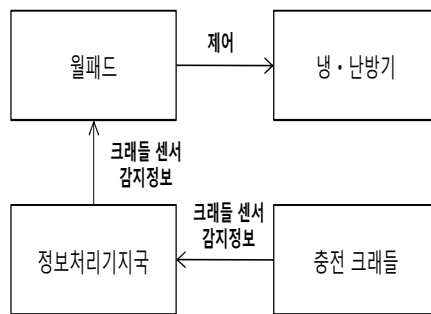 제어
월패드
냉・난방기
크래들 센서
감지정보
크래들 센서
감지정보
정보처리기지국
충전 크래들